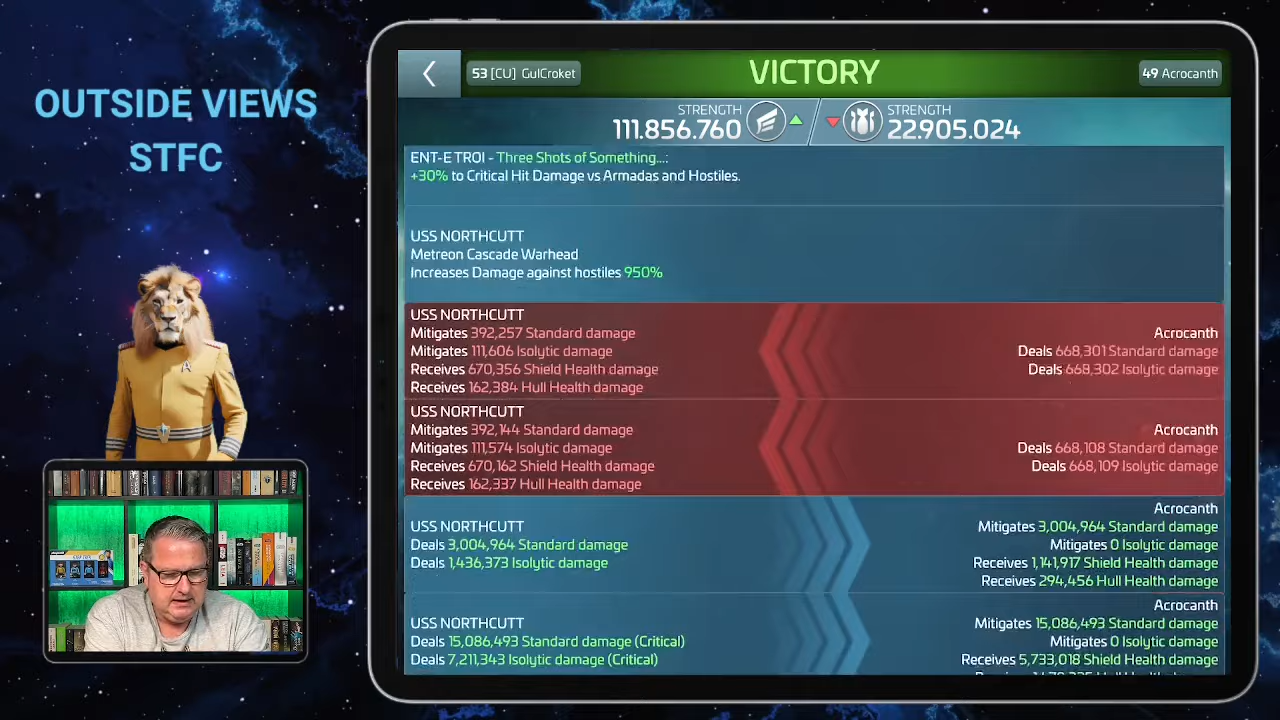 OUTSIDE VIEWS
STFC
53 [CU] GulCroket
VICTORY
49 Acrocanth
STRENGTH
111.856.760
STRENGTH
22.905.024
ENT-E TROI - Three Shots of Something...:
+30% to Critical Hit Damage vs Armadas and Hostiles.
USS NORTHCUTT
Metreon Cascade Warhead
Increases Damage against hostiles 950%
USS NORTHCUTT
Mitigates 392,257 Standard damage
Mitigates 111,606 Isolytic damage
Receives 670,356 Shield Health damage
Receives 162,384 Hull Health damage
Acrocanth
Deals 668,301 Standard damage
Deals 668,302 Isolytic damage
USS NORTHCUTT
Mitigates 392,144 Standard damage
Mitigates 111,574 Isolytic damage
Receives 670,162 Shield Health damage
Receives 162,337 Hull Health damage
Acrocanth
Deals 668,108 Standard damage
Deals 668,109 Isolytic damage
USS NORTHCUTT
Deals 3,004,964 Standard damage
Deals 1,436,373 Isolytic damage
Acrocanth
Mitigates 3,004,964 Standard damage
Mitigates 0 Isolytic damage
Receives 1,141,917 Shield Health damage
Receives 294,456 Hull Health damage
USS NORTHCUTT
Deals 15,086,493 Standard damage (Critical)
Deals 7,211,343 Isolytic damage (Critical)
Acrocanth
Mitigates 15,086,493 Standard damage
Mitigates 0 Isolytic damage
Receives 5,733,018 Shield Health damage